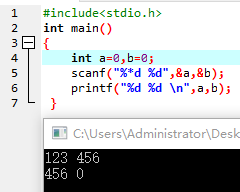 1 #include<stdio.h>
2 int main()
3 {
4 int a=0,b=0;
5 scanf("%*d %d",&a,&b);
6 printf("%d %d \n",a,b);
7 }
C:\Users\Administrator\Desk
123 456
456 0